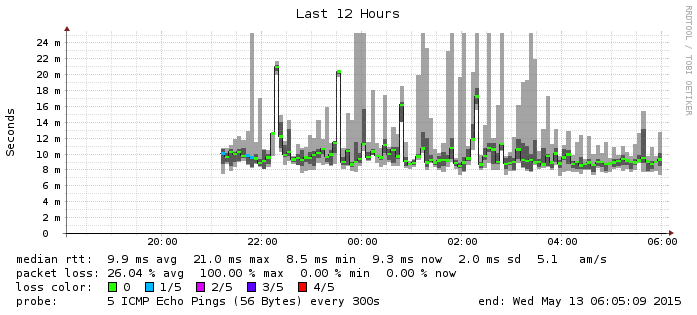 Last 12 Hours
RRDTOOL / TOBI OETIKER
Seconds
24 m
22 m
20 m
18 m
16 m
14 m
12 m
10 m
8 m
6 m
4 m
2 m
0
20:00 22:00 00:00 02:00 04:00 06:00
median rtt: 9.9 ms avg 21.0 ms max 8.5 ms min 9.3 ms now 2.0 ms sd 5.1 am/s
packet loss: 26.04 % avg 100.00 % max 0.00 % min 0.00 % now
loss color: 0 1/5 2/5 3/5 4/5
probe: 5 ICMP Echo Pings (56 Bytes) every 300s end: Wed May 13 06:05:09 2015